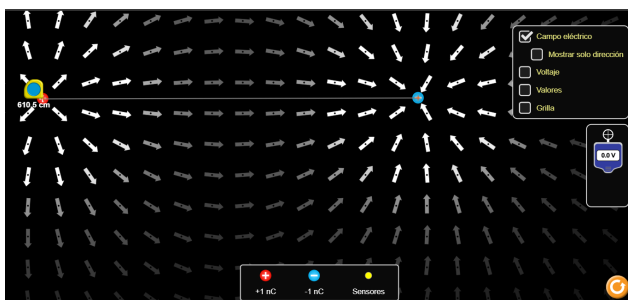 Campo eléctrico
Mostrar solo dirección
Voltaje
Valores
Grilla
610,5 cm
0.0 V
+1 nC
-1 nC
Sensores